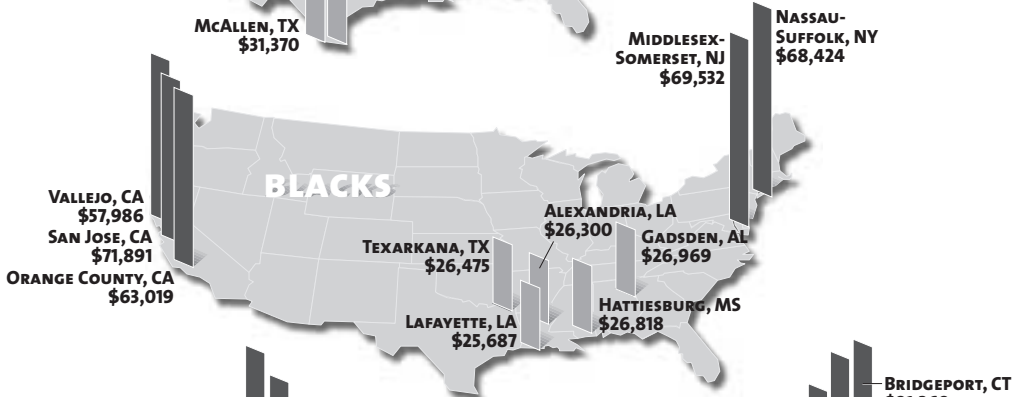 McAllen, TX
$31,370
Middlesex-
Somerset, NJ
$69,532
Nassau-
Suffolk, NY
$68,424
BLACKS
Vallejo, CA
$57,986
San Jose, CA
$71,891
Orange County, CA
$63,019
Texarkana, TX
$26,475
Alexandria, LA
$26,300
Gadsden, AL
$26,969
Lafayette, LA
$25,687
Hattiesburg, MS
$26,818
Bridgeport, CT